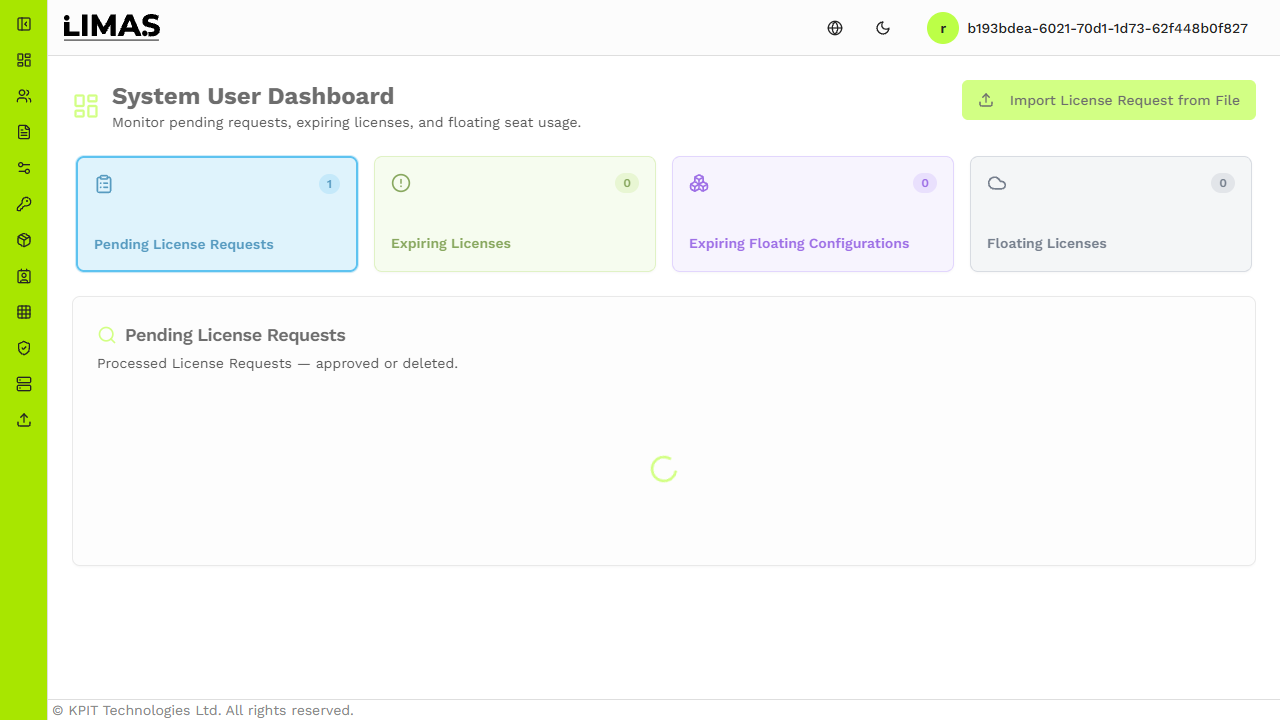 LIMAS
r
b193bdea-6021-70d1-1d73-62f448b0f827
System User Dashboard
Monitor pending requests, expiring licenses, and floating seat usage.
Import License Request from File
1
Pending License Requests
0
Expiring Licenses
0
Expiring Floating Configurations
0
Floating Licenses
Pending License Requests
Processed License Requests — approved or deleted.
© KPIT Technologies Ltd. All rights reserved.